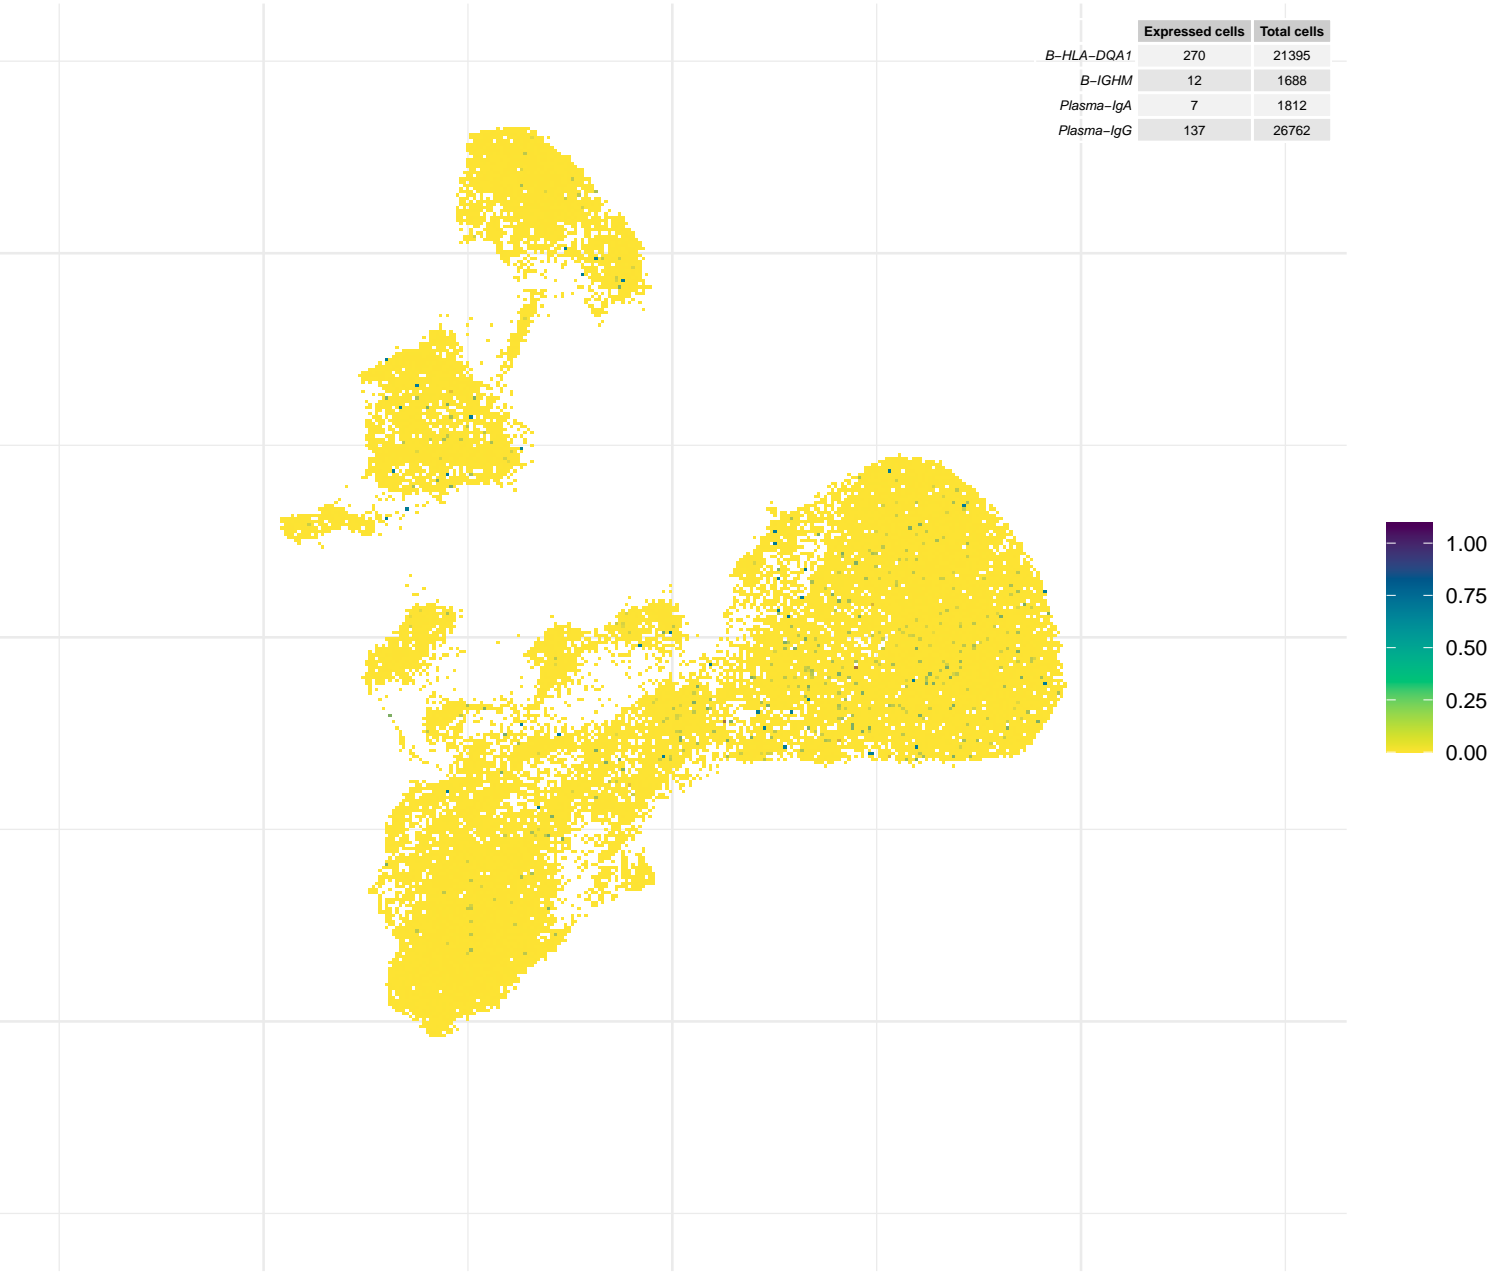 Expressed cells Total cells
B−HLA−DQA1 270 21395
B−IGHM 12 1688
Plasma−IgA 7 1812
Plasma−IgG 137 26762
1.00
0.75
0.50
0.25
0.00